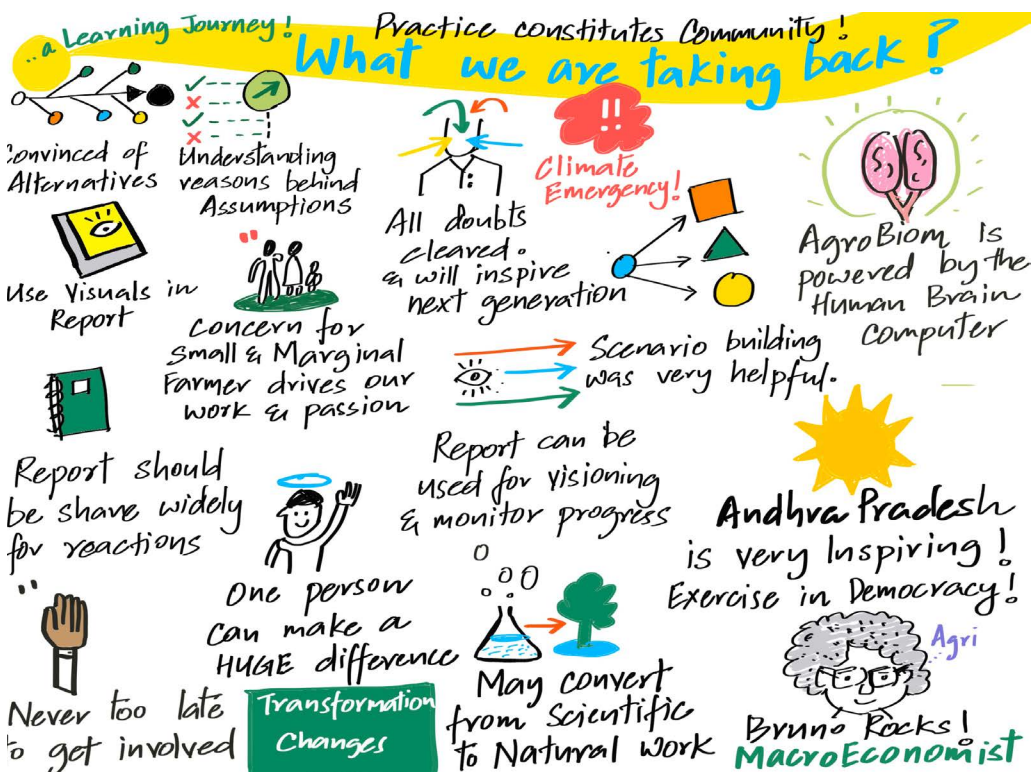 ...a Learning Journey!
Practice constitutes Community!
What we are taking back?
Convinced of
Alternatives
Understanding
reasons behind
Assumptions
All doubts
cleared.
& will inspire
next generation
!!
Climate
Emergency!
AgroBiom is
powered by the
Human Brain
Computer
Use Visuals in
Report
Concern for
Small & Marginal
Farmer drives our
work & passion
Scenario building
was very helpful.
Report should
be share widely
for reactions
One person
can make a
HUGE difference
Report can be
used for visioning
& monitor progress
Andhra Pradesh
is very Inspiring!
Exercise in Democracy!
Never too late
to get involved
Transformation
Changes
May convert
from Scientific
to Natural work
Agri
Bruno Rocks!
MacroEconomist